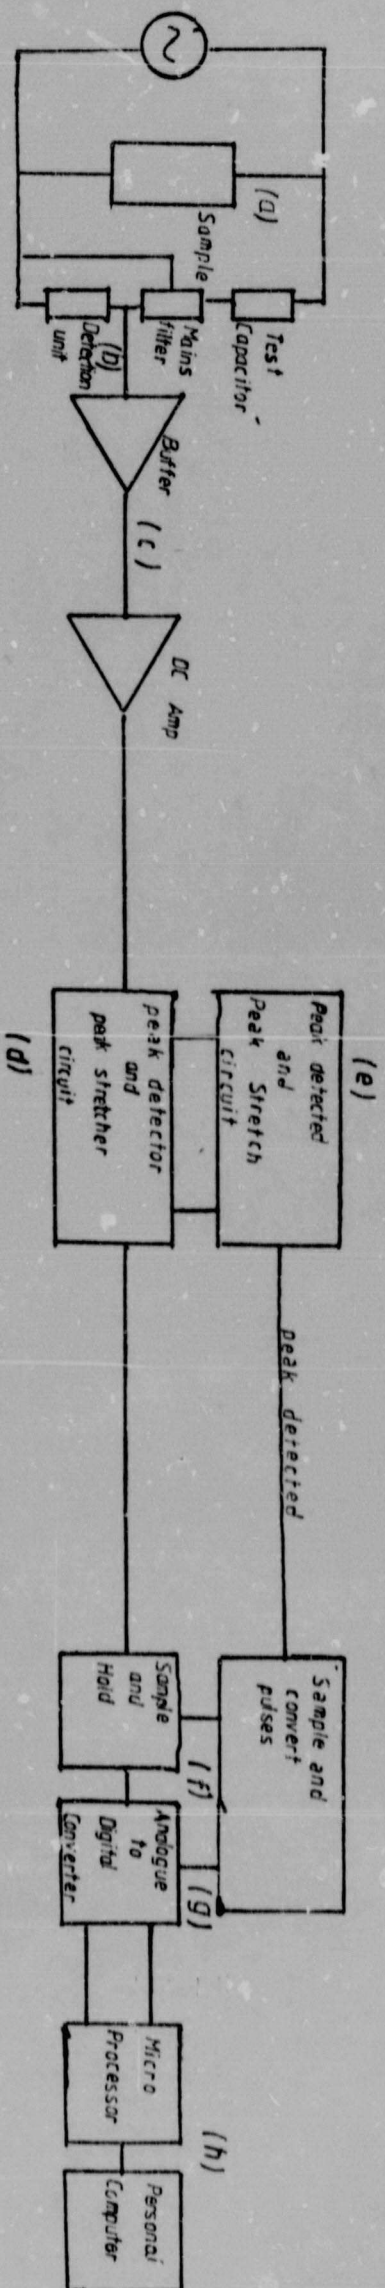 (a)
Sample
Test
Capacitor
Mains
filter
(b)
Detection
unit
Buffer
(c)
DC Amp
(e)
Peak detected
and
Peak Stretch
circuit
peak detector
and
peak stretcher
circuit
(d)
peak detected
Sample and
convert
pulses
Sample
and
Hold
(f)
Analogue
to
Digital
Converter
(g)
Micro
Processor
(h)
Personal
Computer